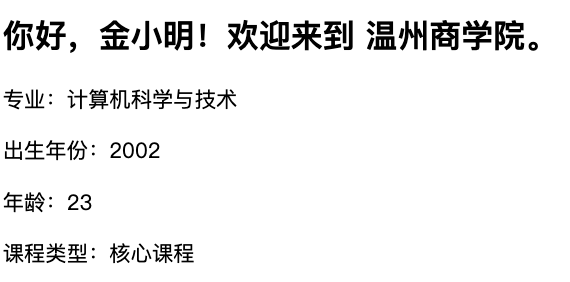 你好，金小明！欢迎来到 温州商学院。
专业：计算机科学与技术
出生年份：2002
年龄：23
课程类型：核心课程